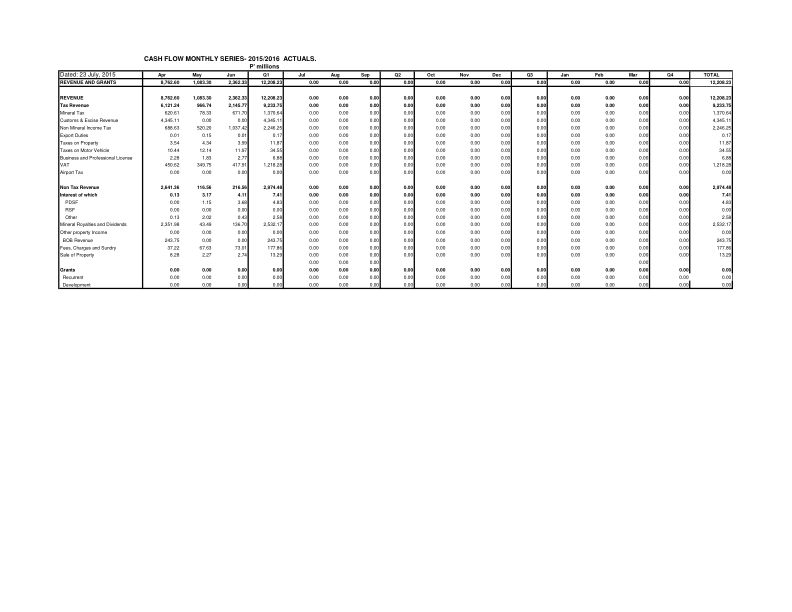 CASH FLOW MONTHLY SERIES- 2015/2016 ACTUALS.
P' millions
Dated: 23 July, 2015 Apr May Jun Q1 Jul Aug Sep Q2 Oct Nov Dec Q3 Jan Feb Mar Q4 TOTAL
REVENUE AND GRANTS 8,762.60 1,083.30 2,362.33 12,208.23 0.00 0.00 0.00 0.00 0.00 0.00 0.00 0.00 0.00 0.00 0.00 0.00 12,208.23
REVENUE 8,762.60 1,083.30 2,362.33 12,208.23 0.00 0.00 0.00 0.00 0.00 0.00 0.00 0.00 0.00 0.00 0.00 0.00 12,208.23
Tax Revenue 6,121.24 966.74 2,145.77 9,233.75 0.00 0.00 0.00 0.00 0.00 0.00 0.00 0.00 0.00 0.00 0.00 0.00 9,233.75
Mineral Tax 620.61 78.33 671.70 1,370.64 0.00 0.00 0.00 0.00 0.00 0.00 0.00 0.00 0.00 0.00 0.00 0.00 1,370.64
Customs & Excise Revenue 4,345.11 0.00 0.00 4,345.11 0.00 0.00 0.00 0.00 0.00 0.00 0.00 0.00 0.00 0.00 0.00 0.00 4,345.11
Non Mineral Income Tax 688.63 520.20 1,037.42 2,246.25 0.00 0.00 0.00 0.00 0.00 0.00 0.00 0.00 0.00 0.00 0.00 0.00 2,246.25
Export Duties 0.01 0.15 0.01 0.17 0.00 0.00 0.00 0.00 0.00 0.00 0.00 0.00 0.00 0.00 0.00 0.00 0.17
Taxes on Property 3.54 4.34 3.99 11.87 0.00 0.00 0.00 0.00 0.00 0.00 0.00 0.00 0.00 0.00 0.00 0.00 11.87
Taxes on Motor Vehicle 10.44 12.14 11.97 34.55 0.00 0.00 0.00 0.00 0.00 0.00 0.00 0.00 0.00 0.00 0.00 0.00 34.55
Business and Professional License 2.28 1.83 2.77 6.88 0.00 0.00 0.00 0.00 0.00 0.00 0.00 0.00 0.00 0.00 0.00 0.00 6.88
VAT 450.62 349.75 417.91 1,218.28 0.00 0.00 0.00 0.00 0.00 0.00 0.00 0.00 0.00 0.00 0.00 0.00 1,218.28
Airport Tax 0.00 0.00 0.00 0.00 0.00 0.00 0.00 0.00 0.00 0.00 0.00 0.00 0.00 0.00 0.00 0.00 0.00
Non Tax Revenue 2,641.36 116.56 216.56 2,974.48 0.00 0.00 0.00 0.00 0.00 0.00 0.00 0.00 0.00 0.00 0.00 0.00 2,974.48
Interest of which 0.13 3.17 4.11 7.41 0.00 0.00 0.00 0.00 0.00 0.00 0.00 0.00 0.00 0.00 0.00 0.00 7.41
PDSF 0.00 1.15 3.68 4.83 0.00 0.00 0.00 0.00 0.00 0.00 0.00 0.00 0.00 0.00 0.00 0.00 4.83
RSF 0.00 0.00 0.00 0.00 0.00 0.00 0.00 0.00 0.00 0.00 0.00 0.00 0.00 0.00 0.00 0.00 0.00
Other 0.13 2.02 0.43 2.58 0.00 0.00 0.00 0.00 0.00 0.00 0.00 0.00 0.00 0.00 0.00 0.00 2.58
Mineral Royalties and Dividends 2,351.98 43.49 136.70 2,532.17 0.00 0.00 0.00 0.00 0.00 0.00 0.00 0.00 0.00 0.00 0.00 0.00 2,532.17
Other property Income 0.00 0.00 0.00 0.00 0.00 0.00 0.00 0.00 0.00 0.00 0.00 0.00 0.00 0.00 0.00 0.00 0.00
BOB Revenue 243.75 0.00 0.00 243.75 0.00 0.00 0.00 0.00 0.00 0.00 0.00 0.00 0.00 0.00 0.00 0.00 243.75
Fees, Charges and Sundry 37.22 67.63 73.01 177.86 0.00 0.00 0.00 0.00 0.00 0.00 0.00 0.00 0.00 0.00 0.00 0.00 177.86
Sale of Property 8.28 2.27 2.74 13.29 0.00 0.00 0.00 0.00 0.00 0.00 0.00 0.00 0.00 0.00 0.00 0.00 13.29
0.00 0.00 0.00 0.00
Grants 0.00 0.00 0.00 0.00 0.00 0.00 0.00 0.00 0.00 0.00 0.00 0.00 0.00 0.00 0.00 0.00 0.00
Recurrent 0.00 0.00 0.00 0.00 0.00 0.00 0.00 0.00 0.00 0.00 0.00 0.00 0.00 0.00 0.00 0.00 0.00
Development 0.00 0.00 0.00 0.00 0.00 0.00 0.00 0.00 0.00 0.00 0.00 0.00 0.00 0.00 0.00 0.00 0.00